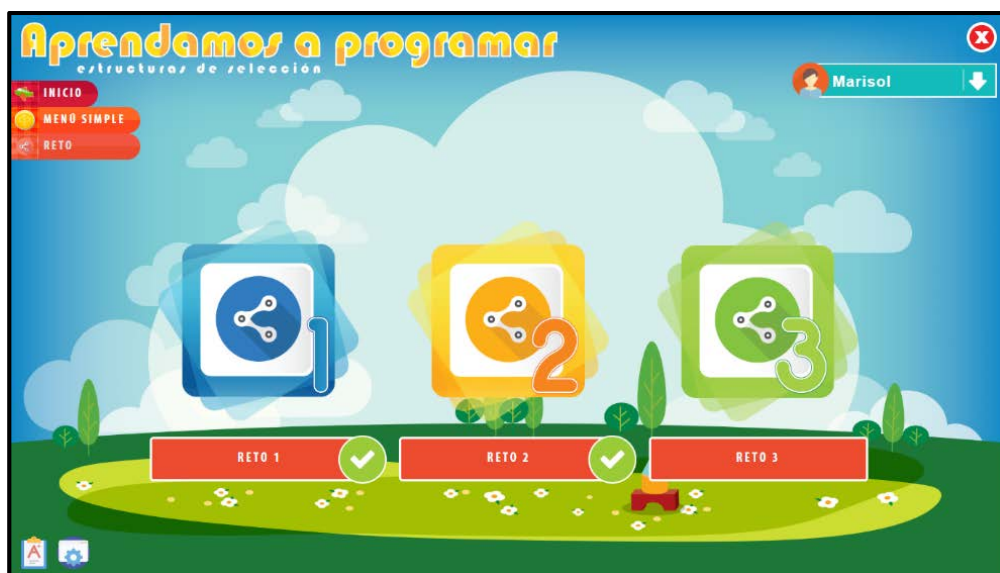 Aprendamos a programar
estructuras de selección
Marisol
INICIO
MENÚ SIMPLE
RETO
1
2
3
RETO 1
RETO 2
RETO 3
A+